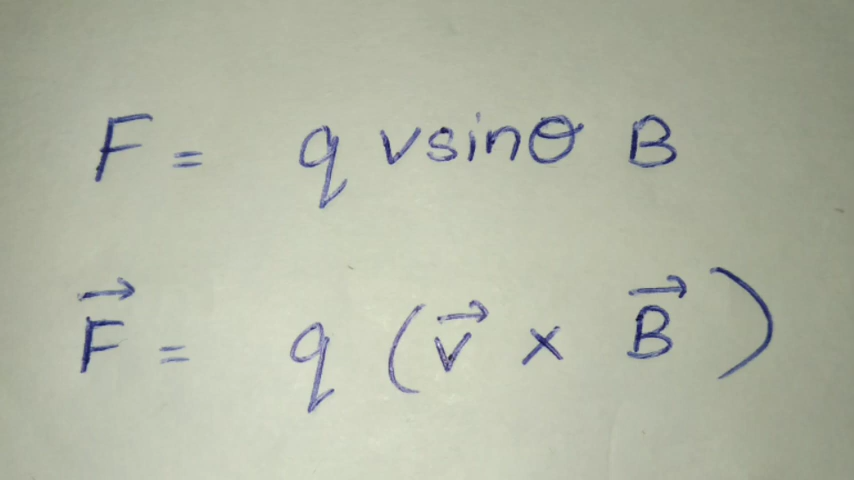 F = q vsinθ B
F⃗ = q (v⃗ × B⃗)